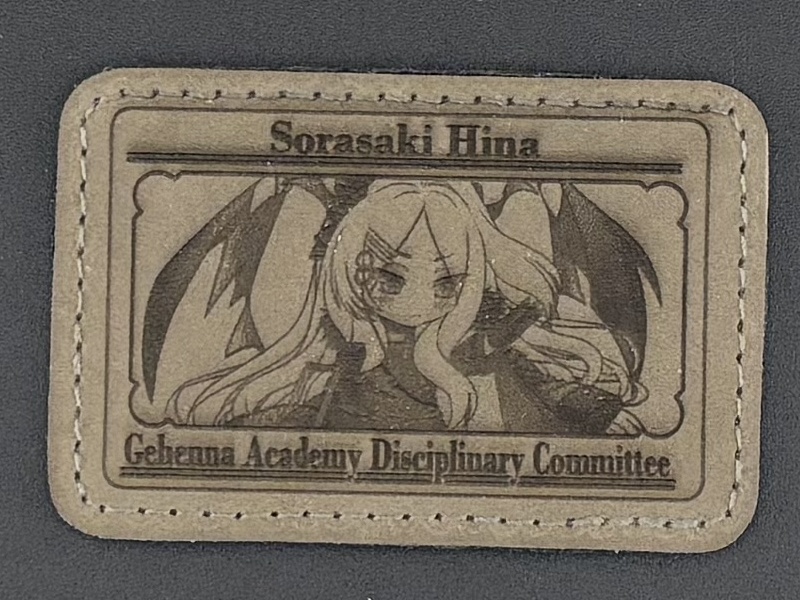 Sorasaki Hina
Gehenna Academy Disciplinary Committee